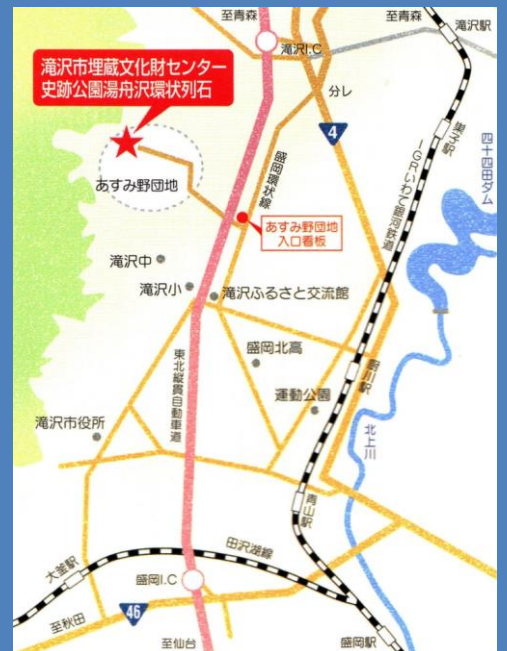 至青森
至青森
滝沢駅
滝沢I.C
滝沢市埋蔵文化財センター
史跡公園湯舟沢環状列石
分レ
4
巣子駅
四十四田ダム
IGRいわて銀河鉄道
盛岡環状線
あすみ野団地
あすみ野団地
入口看板
滝沢中
滝沢小
滝沢ふるさと交流館
盛岡北高
厨川駅
東北縦貫自動車道
運動公園
滝沢市役所
北上川
青山駅
田沢湖線
大釜駅
盛岡I.C
46
至秋田
至仙台
盛岡駅